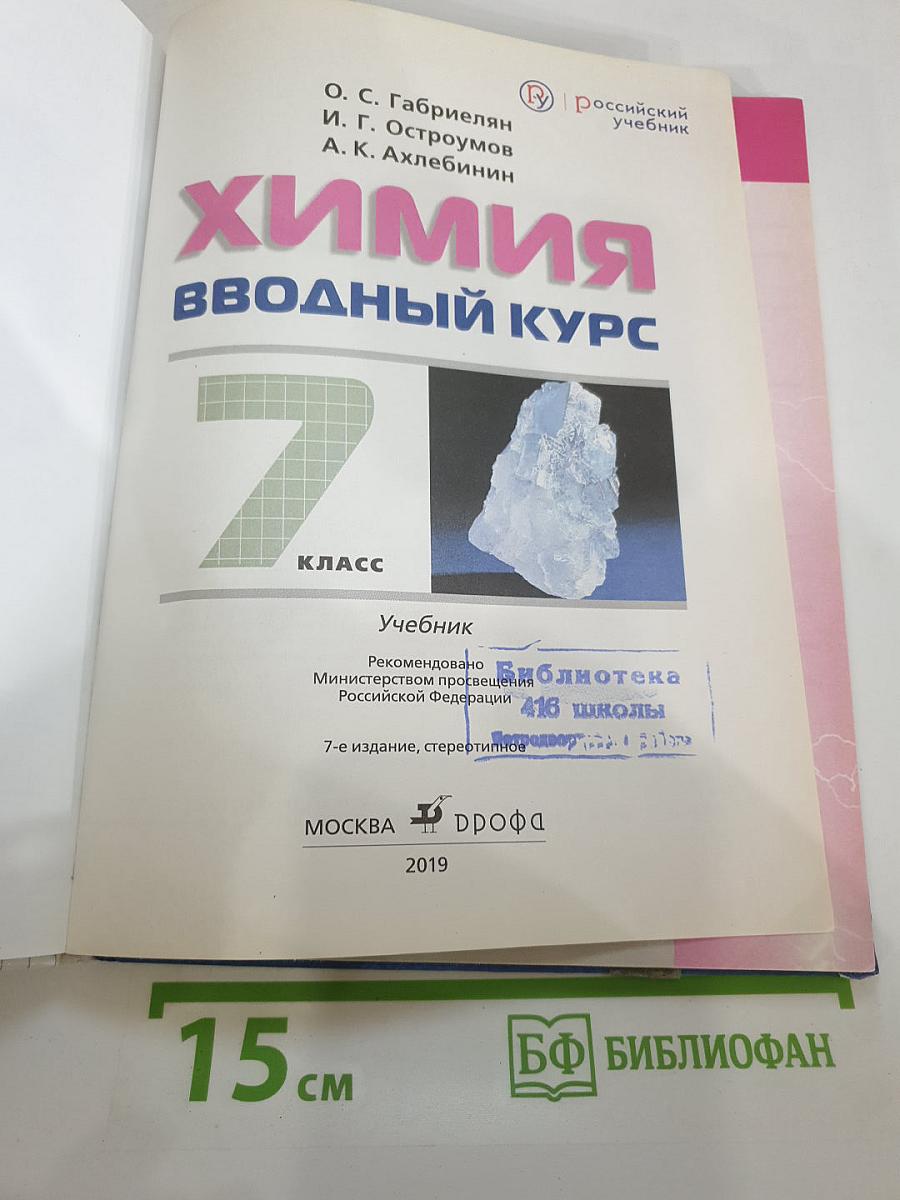 О. С. Габриелян
И. Г. Остроумов
А. К. Ахлебинин
РУ
российский
учебник
ХИМИЯ
ВВОДНЫЙ КУРС
7
КЛАСС
Учебник
Рекомендовано
Министерством просвещения
Российской Федерации
Библиотека
416 школы
7-е издание, стереотипное
МОСКВА дрофа
2019
15 см
БФ БИБЛИОФАН